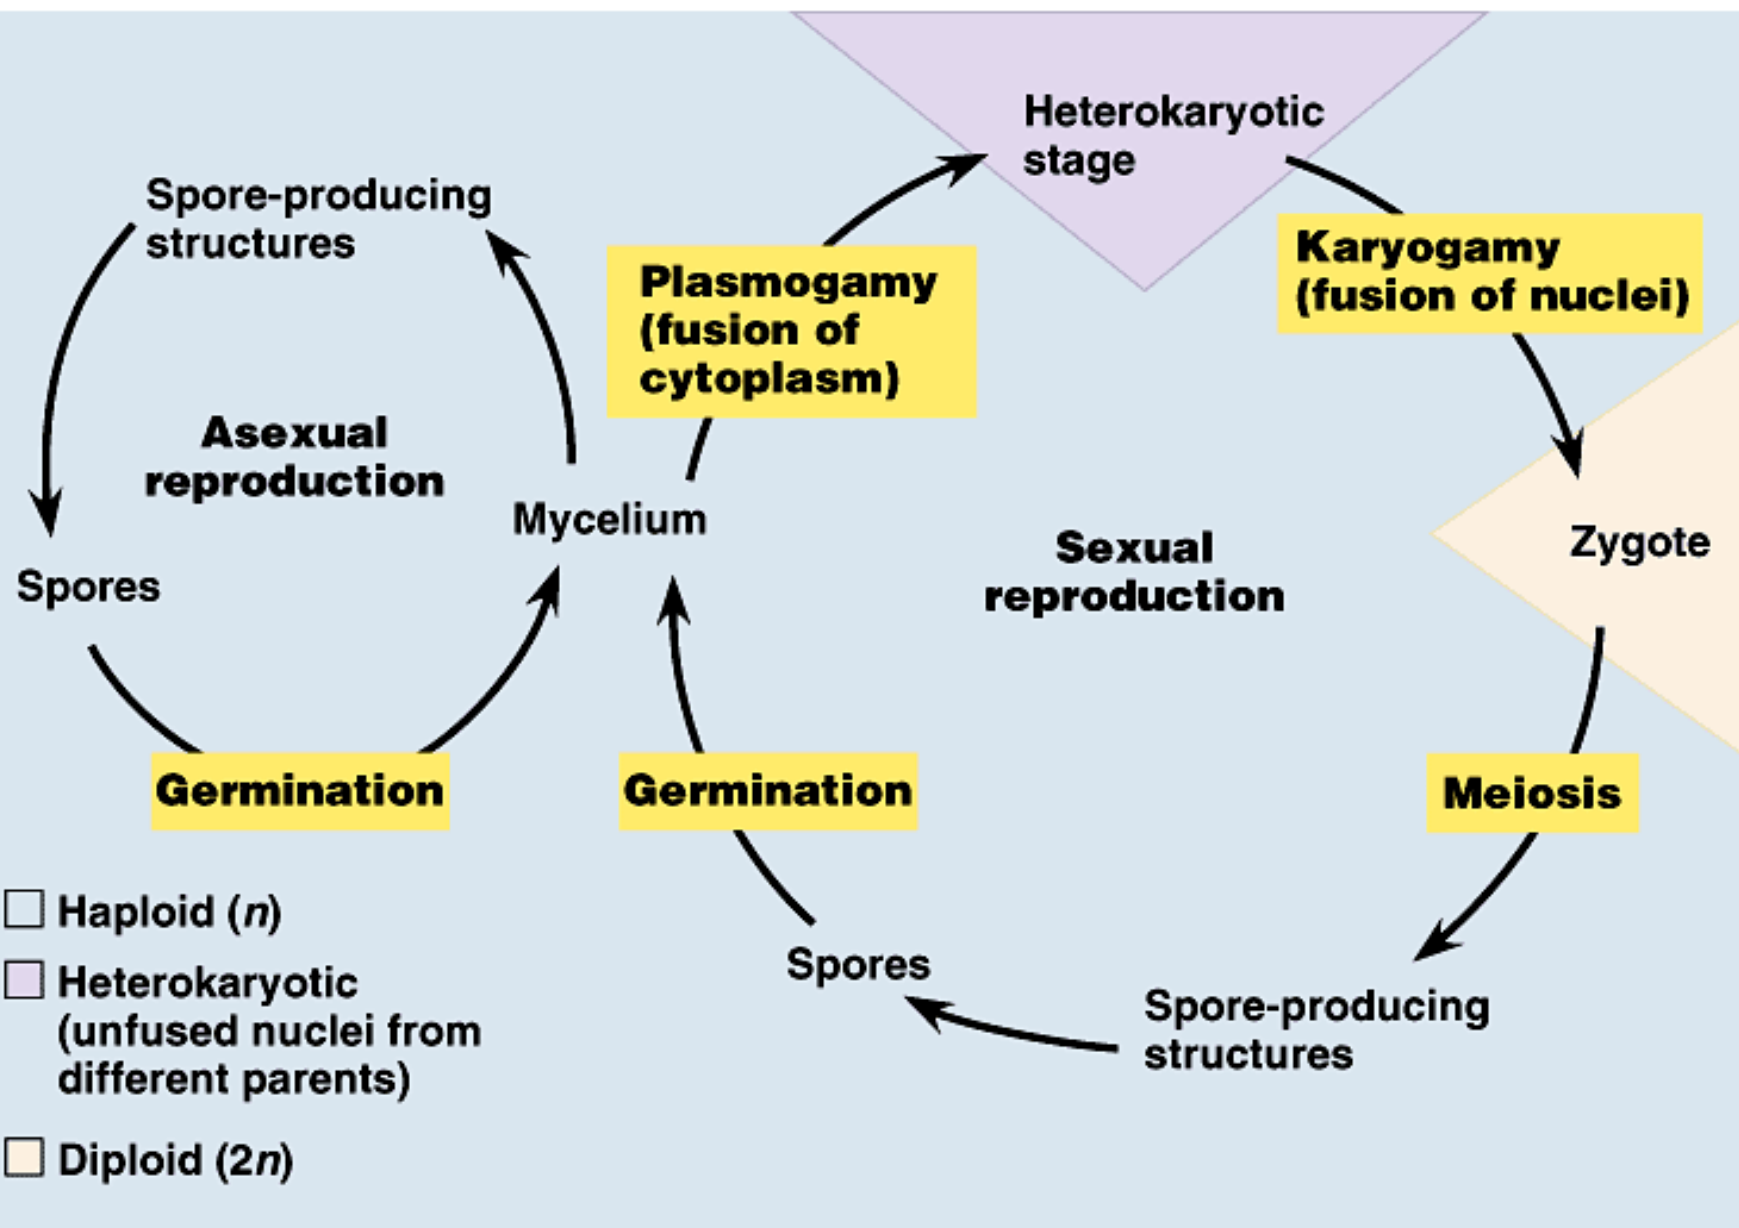 Heterokaryotic
stage
Spore-producing
structures
Karyogamy
(fusion of nuclei)
Plasmogamy
(fusion of
cytoplasm)
Asexual
reproduction
Mycelium
Zygote
Sexual
reproduction
Spores
Germination
Germination
Meiosis
Haploid (n)
Spores
Heterokaryotic
(unfused nuclei from
different parents)
Spore-producing
structures
Diploid (2n)